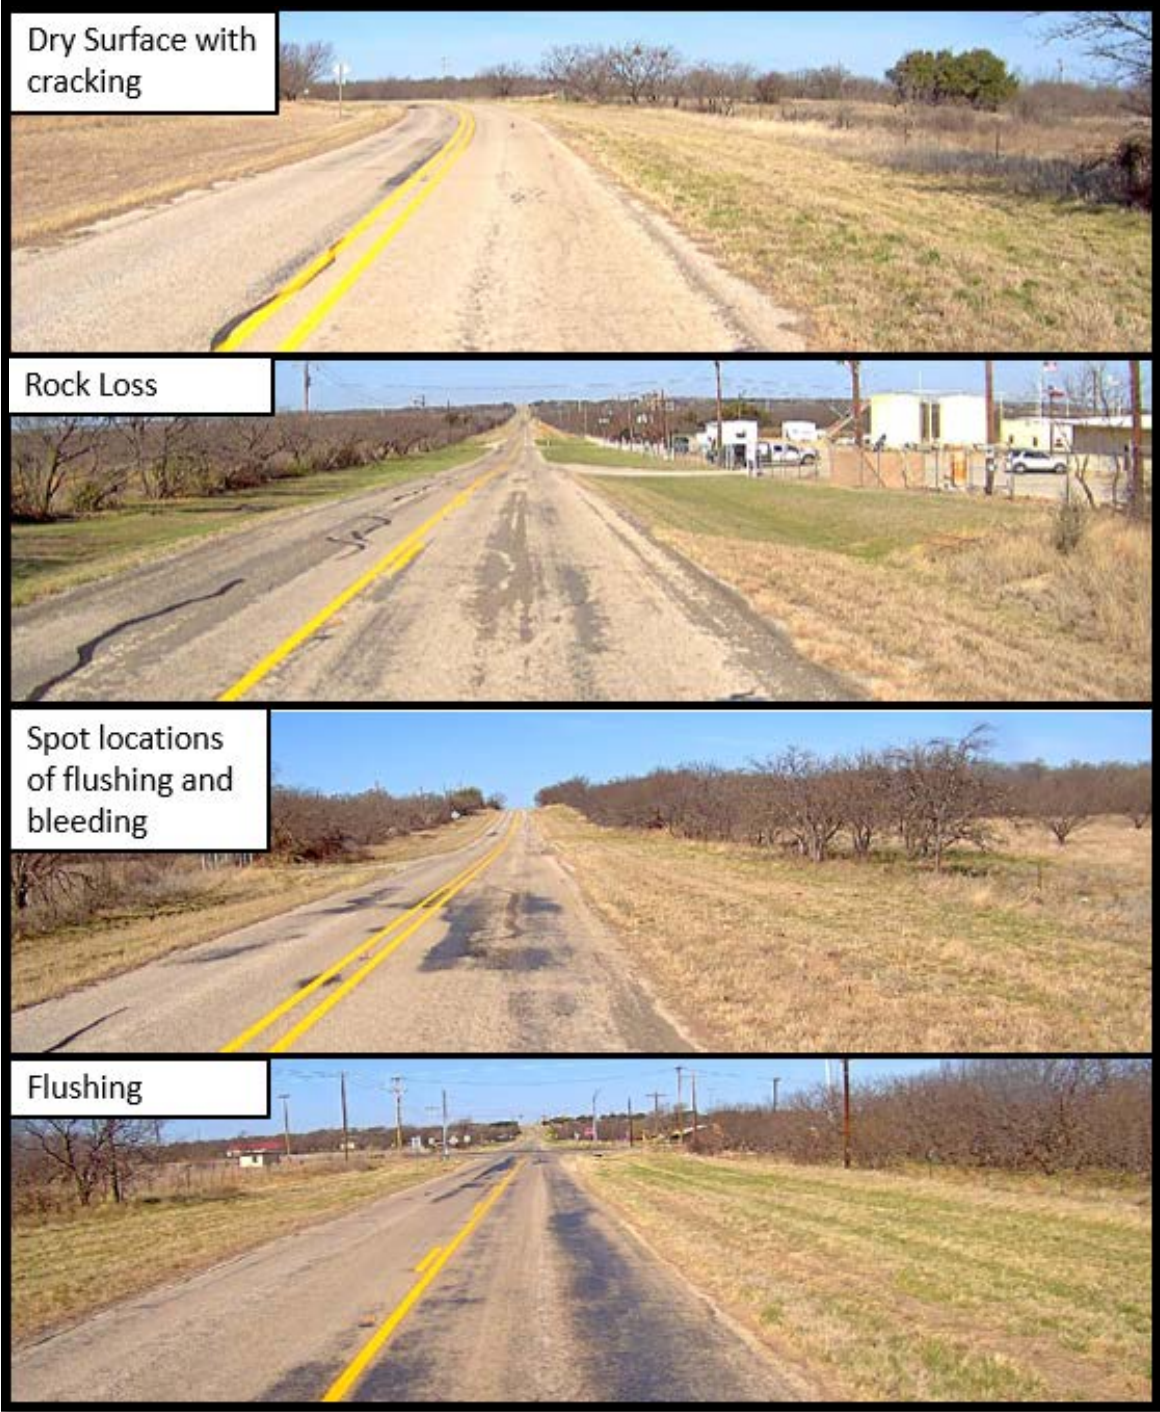 Dry Surface with
cracking
Rock Loss
Spot locations
of flushing and
bleeding
Flushing